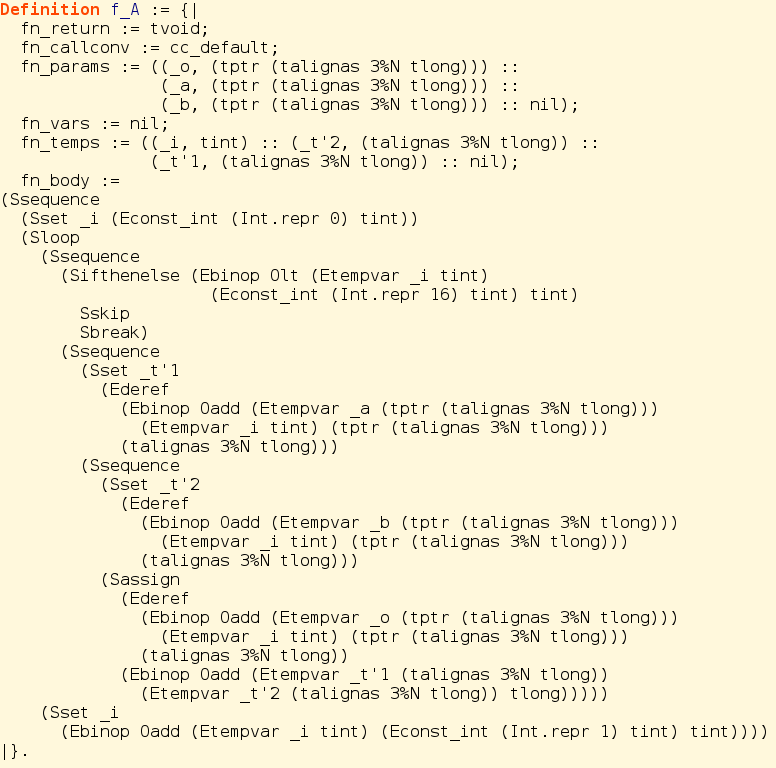 Definition f_A := {|
  fn_return := tvoid;
  fn_callconv := cc_default;
  fn_params := ((_o, (tptr (talignas 3%N tlong))) ::
                (_a, (tptr (talignas 3%N tlong))) ::
                (_b, (tptr (talignas 3%N tlong))) :: nil);
  fn_vars := nil;
  fn_temps := ((_i, tint) :: (_t'2, (talignas 3%N tlong)) ::
               (_t'1, (talignas 3%N tlong)) :: nil);
  fn_body :=
(Ssequence
  (Sset _i (Econst_int (Int.repr 0) tint))
  (Sloop
    (Ssequence
      (Sifthenelse (Ebinop Olt (Etempvar _i tint)
                     (Econst_int (Int.repr 16) tint) tint)
        Sskip
        Sbreak)
      (Ssequence
        (Sset _t'1
          (Ederef
            (Ebinop Oadd (Etempvar _a (tptr (talignas 3%N tlong)))
              (Etempvar _i tint) (tptr (talignas 3%N tlong)))
            (talignas 3%N tlong)))
        (Ssequence
          (Sset _t'2
            (Ederef
              (Ebinop Oadd (Etempvar _b (tptr (talignas 3%N tlong)))
                (Etempvar _i tint) (tptr (talignas 3%N tlong)))
              (talignas 3%N tlong)))
          (Sassign
            (Ederef
              (Ebinop Oadd (Etempvar _o (tptr (talignas 3%N tlong)))
                (Etempvar _i tint) (tptr (talignas 3%N tlong)))
              (talignas 3%N tlong))
            (Ebinop Oadd (Etempvar _t'1 (talignas 3%N tlong))
              (Etempvar _t'2 (talignas 3%N tlong)) tlong)))))
    (Sset _i
      (Ebinop Oadd (Etempvar _i tint) (Econst_int (Int.repr 1) tint) tint))))
|}.